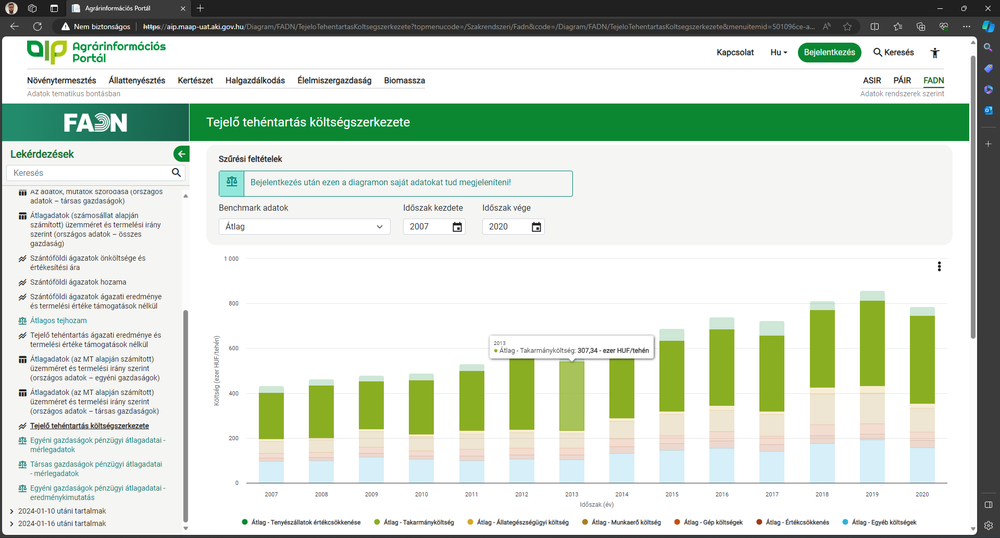 Agrárinformációs Portál
Nem biztonságos
https://aip.maap-uat.aki.gov.hu/Diagram/FADN/TejeloTehentartasKoltsegszerkezete?topmenucode=/Szakrendszeri/Fadn&code=/Diagram/FADN/TejeloTehentartasKoltsegszerkezete&menuitemid=501096ce-a...
aip
Agrárinformációs
Portál
Kapcsolat
Hu
Bejelentkezés
Keresés
Növénytermesztés
Állattenyésztés
Kertészet
Halgazdálkodás
Élelmiszergazdaság
Biomassza
ASIR
PÁIR
FADN
Adatok tematikus bontásban
Adatok rendszerek szerint
FADN
Tejelő tehéntartás költségszerkezete
Lekérdezések
Keresés
Az adatok, mutatók szóródása (országos
adatok – társas gazdaságok)
Átlagadatok (számosállat alapján
számított) üzemméret és termelési irány
szerint (országos adatok – összes
gazdaság)
Szántóföldi ágazatok önköltsége és
értékesítési ára
Szántóföldi ágazatok hozama
Szántóföldi ágazatok ágazati eredménye
és termelési értéke támogatások nélkül
Átlagos tejhozam
Tejelő tehéntartás ágazati eredménye és
termelési értéke támogatások nélkül
Átlagadatok (az MT alapján számított)
üzemméret és termelési irány szerint
(országos adatok – egyéni gazdaságok)
Átlagadatok (az MT alapján számított)
üzemméret és termelési irány szerint
(országos adatok – társas gazdaságok)
Tejelő tehéntartás költségszerkezete
Egyéni gazdaságok pénzügyi átlagadatai -
mérlegadatok
Társas gazdaságok pénzügyi átlagadatai
- mérlegadatok
Egyéni gazdaságok pénzügyi átlagadatai -
eredménykimutatás
2024-01-10 utáni tartalmak
2024-01-16 utáni tartalmak
Szűrési feltételek
Bejelentkezés után ezen a diagramon saját adatokat tud megjeleníteni!
Benchmark adatok
Időszak kezdete
Időszak vége
Átlag
2007
2020
1 000
800
600
400
200
0
Költség (ezer HUF/tehén)
2013
Átlag - Takarmányköltség: 307,34 - ezer HUF/tehén
2007 2008 2009 2010 2011 2012 2013 2014 2015 2016 2017 2018 2019 2020
Időszak (év)
Átlag - Tenyészállatok értékcsökkenése
Átlag - Takarmányköltség
Átlag - Állategészségügyi költség
Átlag - Munkaerő költség
Átlag - Gép költségek
Átlag - Értékcsökkenés
Átlag - Egyéb költségek